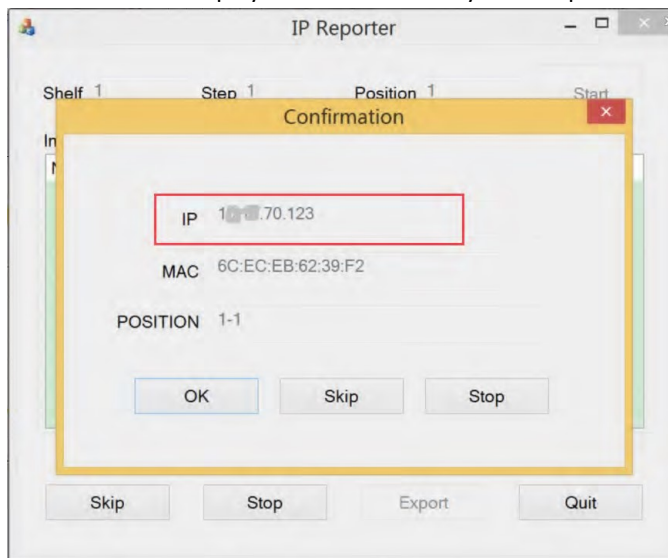 IP Reporter
Shelf 1 Step 1 Position 1 Start
Confirmation
In
IP .70.123
MAC 6C:EC:EB:62:39:F2
POSITION 1-1
OK Skip Stop
Skip Stop Export Quit